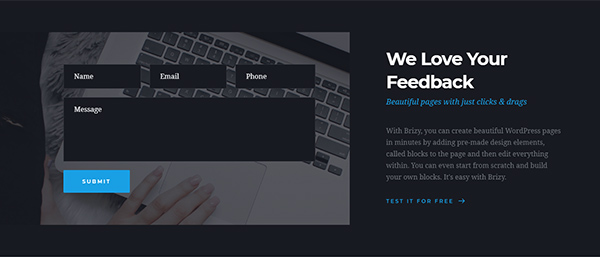 Name
Email
Phone
Message
SUBMIT
We Love Your
Feedback
Beautiful pages with just clicks & drags
With Brizy, you can create beautiful WordPress pages
in minutes by adding pre-made design elements,
called blocks to the page and then edit everything
within. You can even start from scratch and build
your own blocks. It's easy with Brizy.
TEST IT FOR FREE →